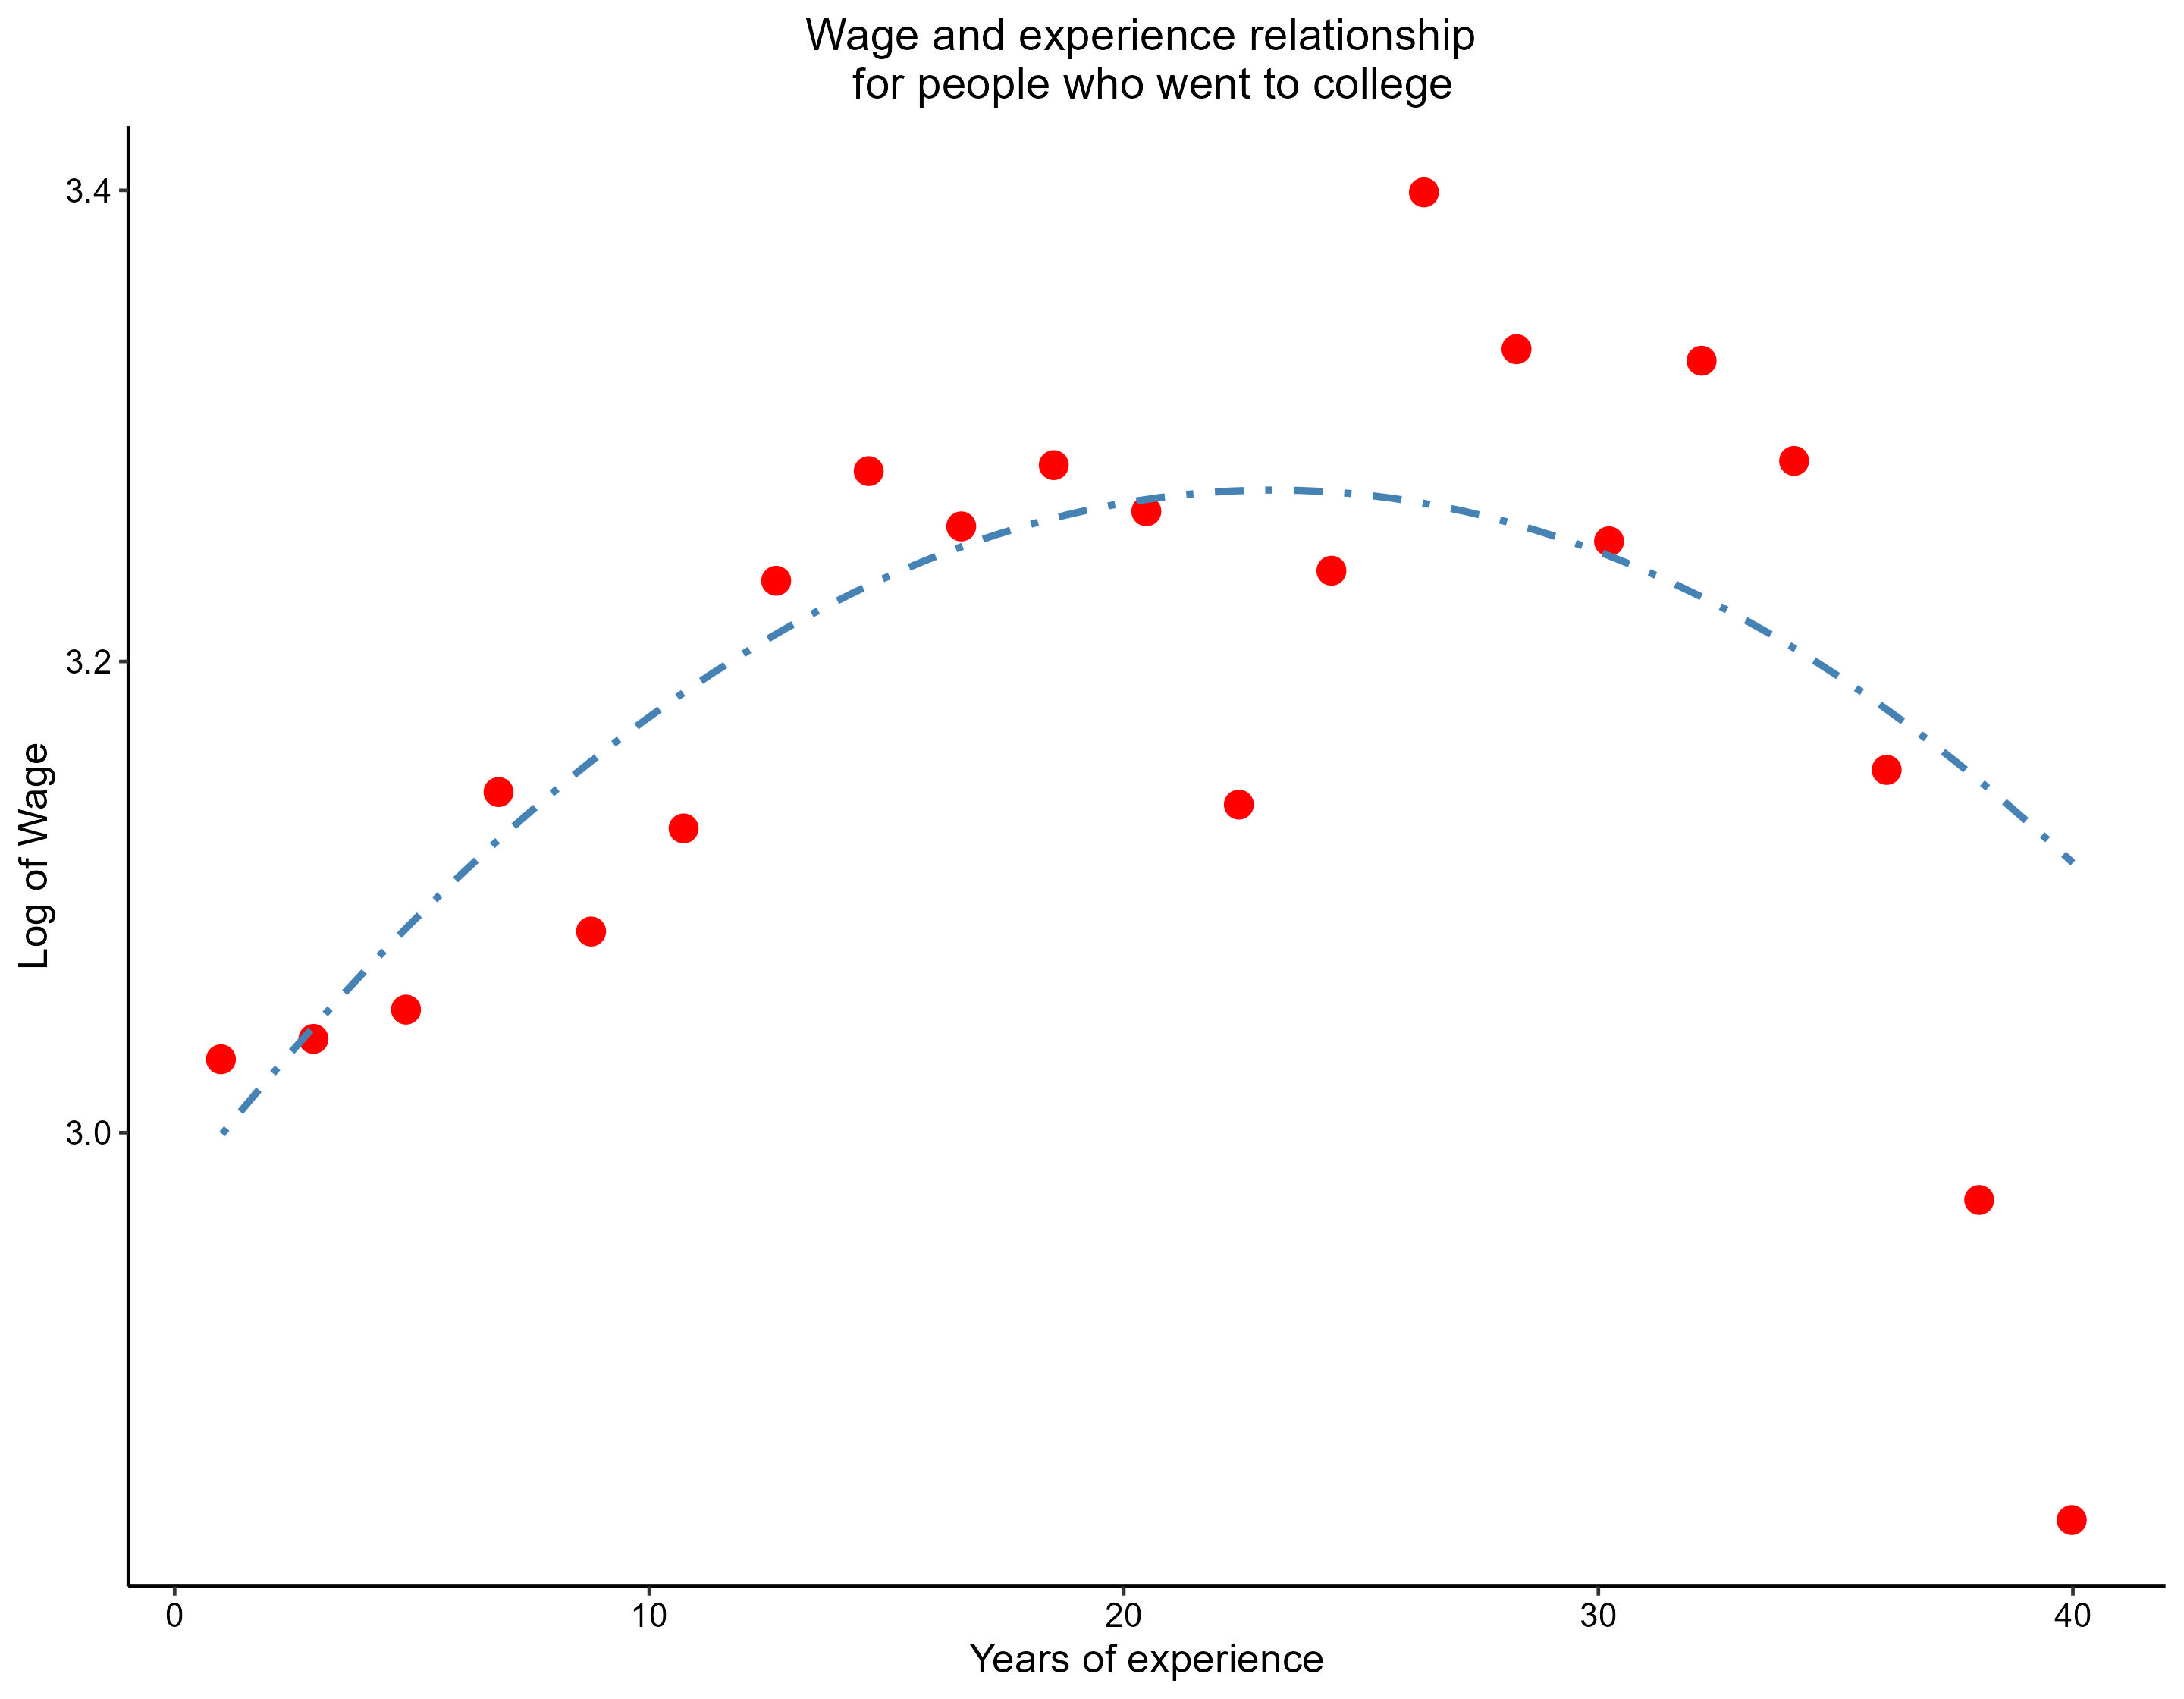 Wage and experience relationship
for people who went to college
3.4
3.2
3.0
Log of Wage
0 10 20 30 40
Years of experience